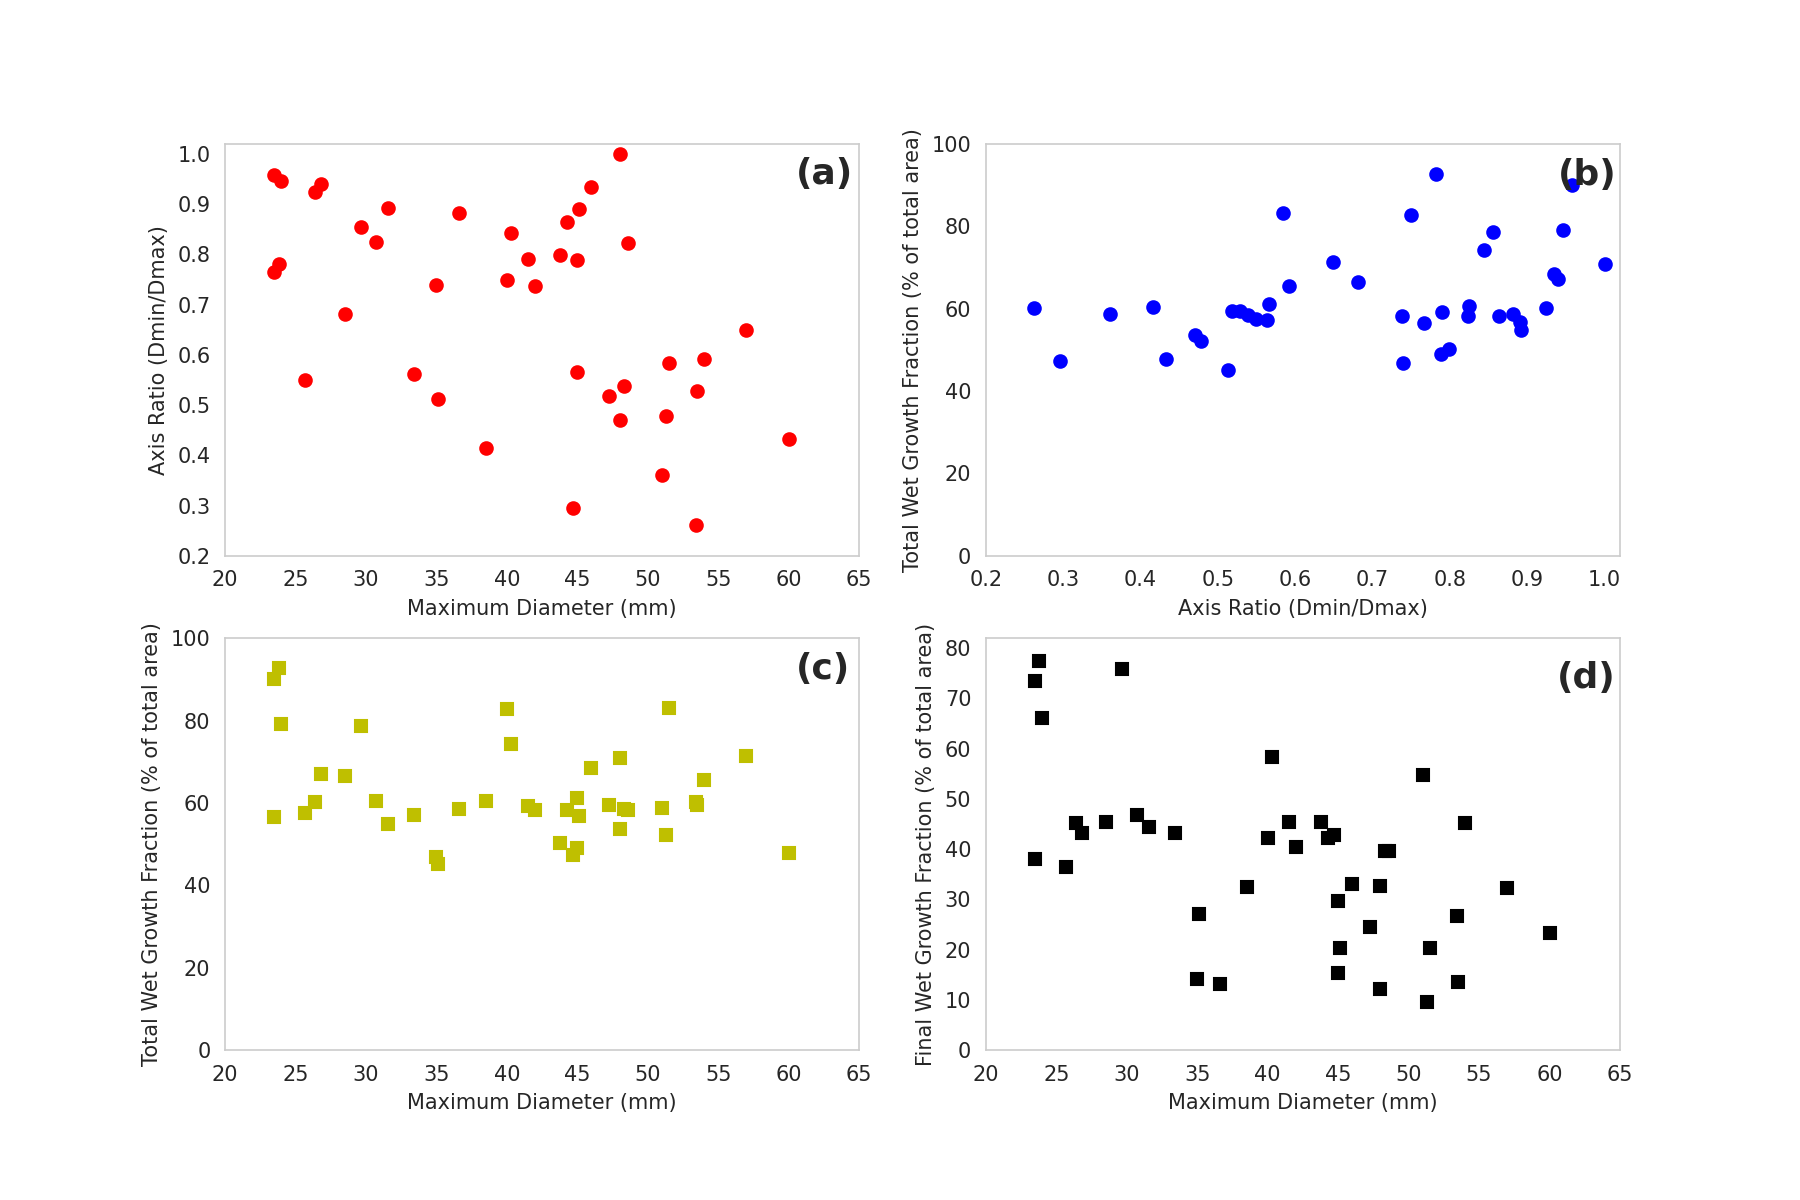 (a)
1.0
0.9
0.8
0.7
0.6
0.5
0.4
0.3
0.2
Axis Ratio (Dmin/Dmax)
20 25 30 35 40 45 50 55 60 65
Maximum Diameter (mm)
(b)
100
80
60
40
20
0
Total Wet Growth Fraction (% of total area)
0.2 0.3 0.4 0.5 0.6 0.7 0.8 0.9 1.0
Axis Ratio (Dmin/Dmax)
(c)
100
80
60
40
20
0
Total Wet Growth Fraction (% of total area)
20 25 30 35 40 45 50 55 60 65
Maximum Diameter (mm)
(d)
80
70
60
50
40
30
20
10
0
Final Wet Growth Fraction (% of total area)
20 25 30 35 40 45 50 55 60 65
Maximum Diameter (mm)